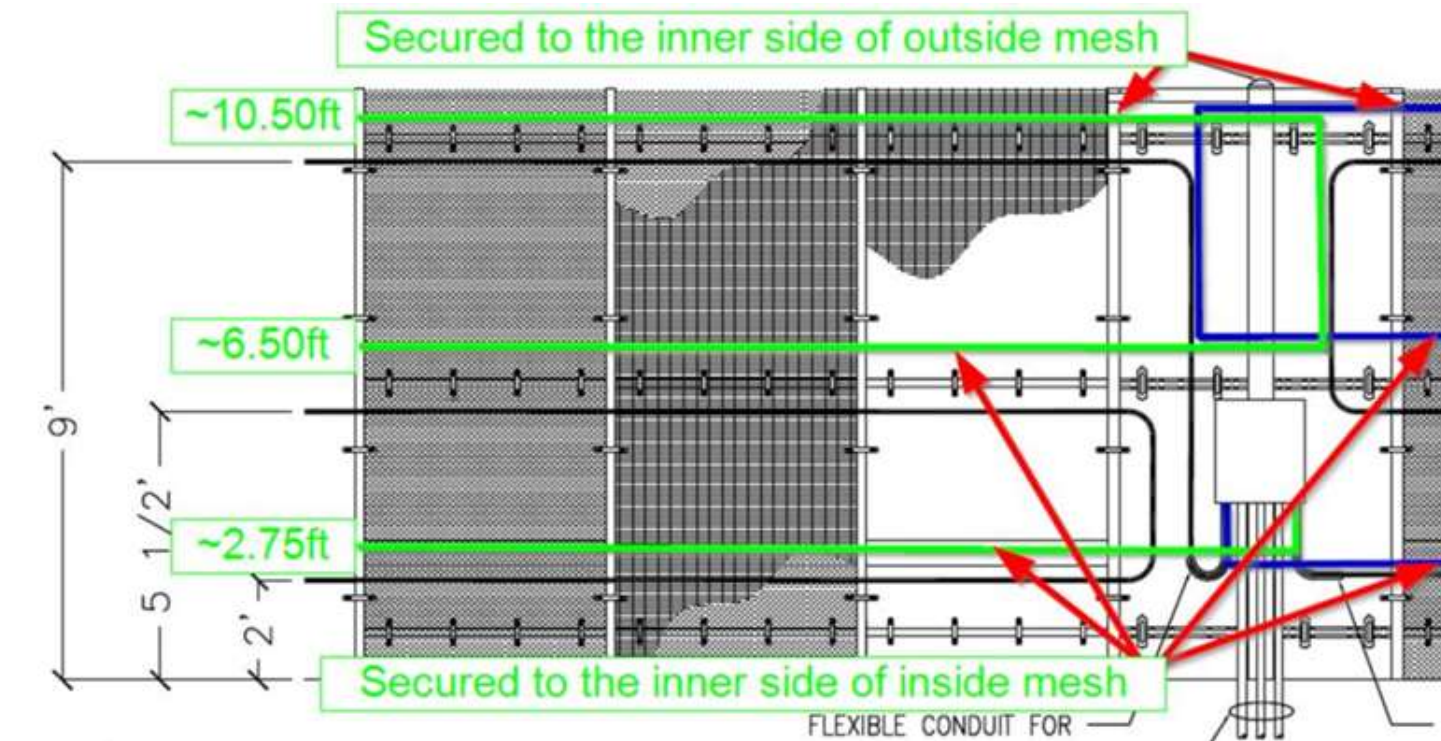 Secured to the inner side of outside mesh
~10.50ft
~6.50ft
9'
5 1/2'
~2.75ft
2'
Secured to the inner side of inside mesh
FLEXIBLE CONDUIT FOR